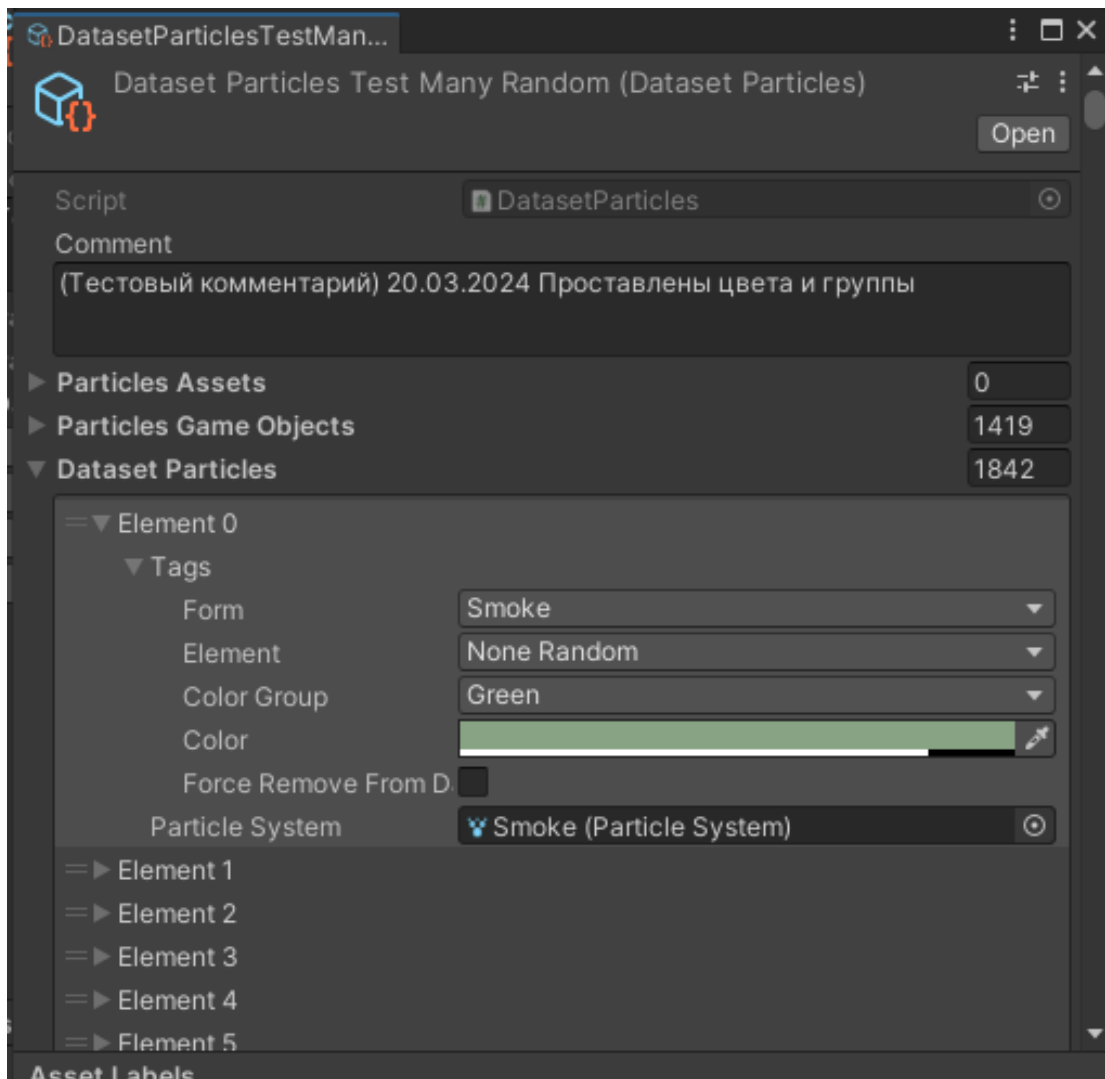 DatasetParticlesTestMan...
Dataset Particles Test Many Random (Dataset Particles)
Open
Script DatasetParticles
Comment
(Тестовый комментарий) 20.03.2024 Проставлены цвета и группы
Particles Assets 0
Particles Game Objects 1419
Dataset Particles 1842
Element 0
Tags
Form Smoke
Element None Random
Color Group Green
Color
Force Remove From D
Particle System Smoke (Particle System)
Element 1
Element 2
Element 3
Element 4
Element 5
Asset Labels